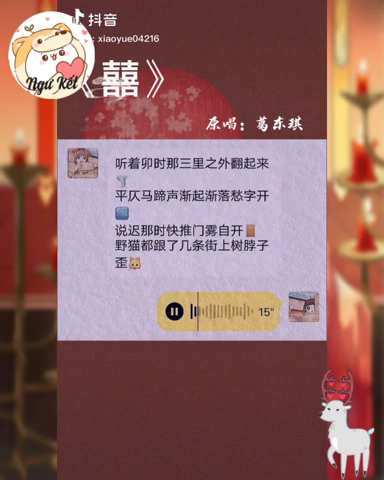 抖音
: xiaoyue04216
Ngư Kết
《囍》
原唱：葛东琪
听着卯时那三里之外翻起来
平仄马蹄声渐起渐落愁字开
说迟那时快推门雾自开
野猫都跟了几条街上树脖子
歪
15"